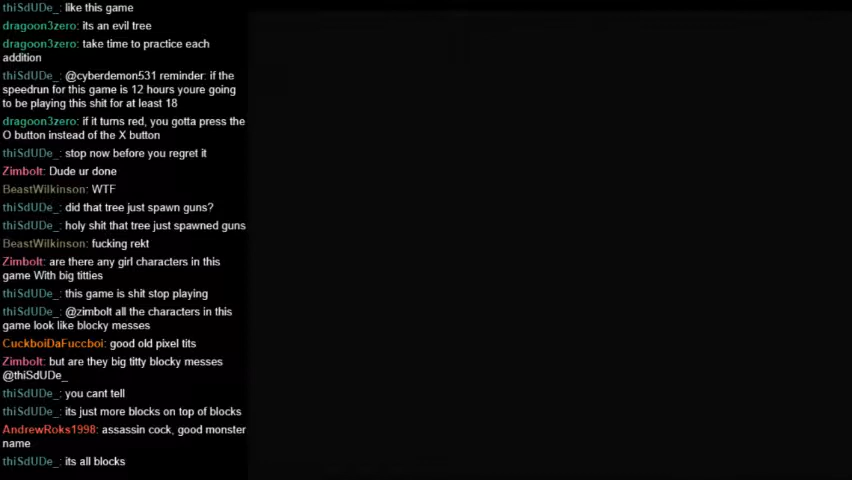 thiSdUDe_: like this game
dragoon3zero: its an evil tree
dragoon3zero: take time to practice each
addition
thiSdUDe_: @cyberdemon531 reminder: if the
speedrun for this game is 12 hours youre going
to be playing this shit for at least 18
dragoon3zero: if it turns red, you gotta press the
O button instead of the X button
thiSdUDe_: stop now before you regret it
Zimbolt: Dude ur done
BeastWilkinson: WTF
thiSdUDe_: did that tree just spawn guns?
thiSdUDe_: holy shit that tree just spawned guns
BeastWilkinson: fucking rekt
Zimbolt: are there any girl characters in this
game With big titties
thiSdUDe_: this game is shit stop playing
thiSdUDe_: @zimbolt all the characters in this
game look like blocky messes
CuckboiDaFuccboi: good old pixel tits
Zimbolt: but are they big titty blocky messes
@thiSdUDe_
thiSdUDe_: you cant tell
thiSdUDe_: its just more blocks on top of blocks
AndrewRoks1998: assassin cock, good monster
name
thiSdUDe_: its all blocks